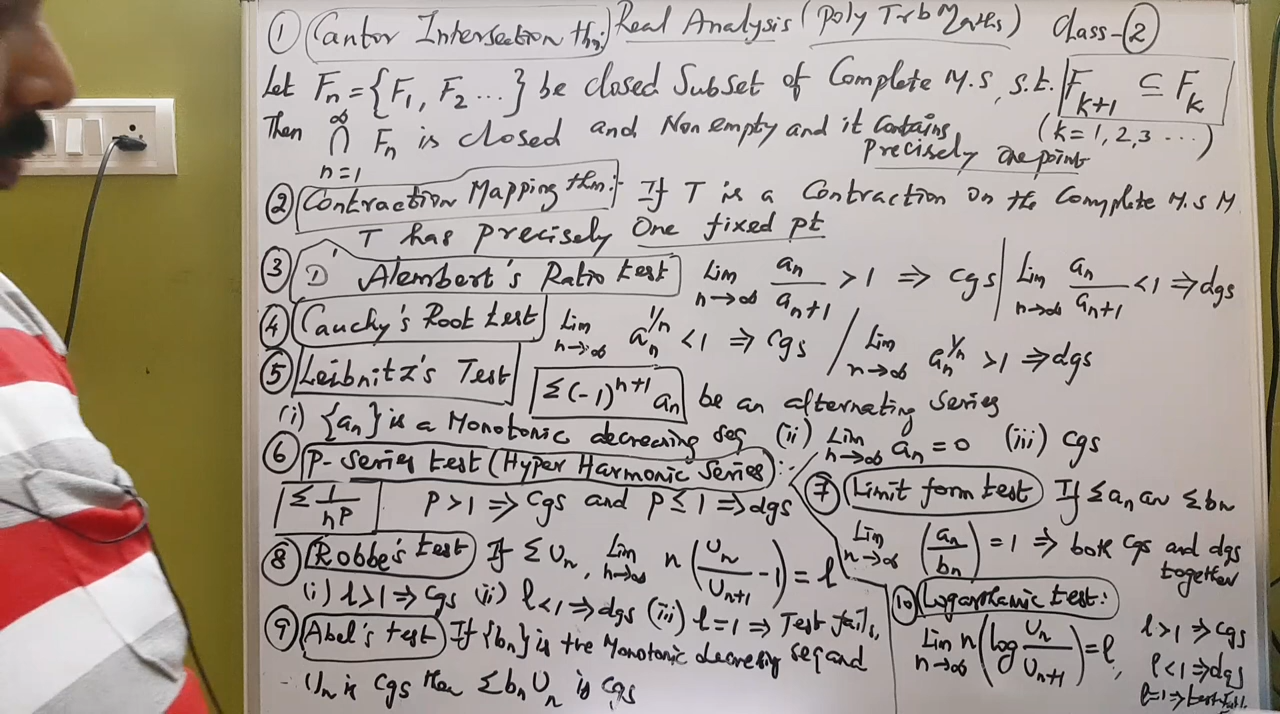 ① Cantor Intersection thm: Real Analysis (Poly Trb Maths) Class-②
Let Fₙ = {F₁, F₂ ...} be closed Subset of Complete M.S, s.t. F_{k+1} ⊆ F_k
Then ∞∩n=1 Fₙ is closed and Non empty and it Contains (k = 1, 2, 3 ...)
precisely one point
② Contraction Mapping thm:- If T is a Contraction on the Complete M.S M
T has precisely One fixed pt
③ D' Alembert's Ratio test Lim n→∞ aₙ/aₙ₊₁ > 1 ⇒ cgs | Lim n→∞ aₙ/aₙ₊₁ < 1 ⇒ dgs
④ Cauchy's Root test Lim n→∞ aₙ^{1/n} < 1 ⇒ cgs / Lim n→∞ aₙ^{1/n} > 1 ⇒ dgs
⑤ Leibnitz's Test Σ(-1)^{n+1} aₙ be an alternating Series
(i) {aₙ} is a Monotonic decreasing seq (ii) Lim n→∞ aₙ = 0 (iii) cgs
⑥ P-Series test (Hyper Harmonic Series):-
Σ 1/n^p P > 1 ⇒ Cgs and P ≤ 1 ⇒ dgs
⑦ Limit form test If Σaₙ an Σbₙ
Lim n→∞ (aₙ/bₙ) = 1 ⇒ both cgs and dgs
together
⑧ Robbe's test If ΣUₙ, Lim n→∞ n(Uₙ/Uₙ₊₁ - 1) = l
(i) l > 1 ⇒ cgs (ii) l < 1 ⇒ dgs (iii) l = 1 ⇒ Test fails,
⑨ Abel's test If {bₙ} is the Monotonic decresing seq and
Uₙ is cgs then ΣbₙUₙ is cgs
⑩ Logarthamic test:
Lim n→∞ n(log Uₙ/Uₙ₊₁) = l, l > 1 ⇒ cgs
l < 1 ⇒ dgs
l = 1 ⇒ test